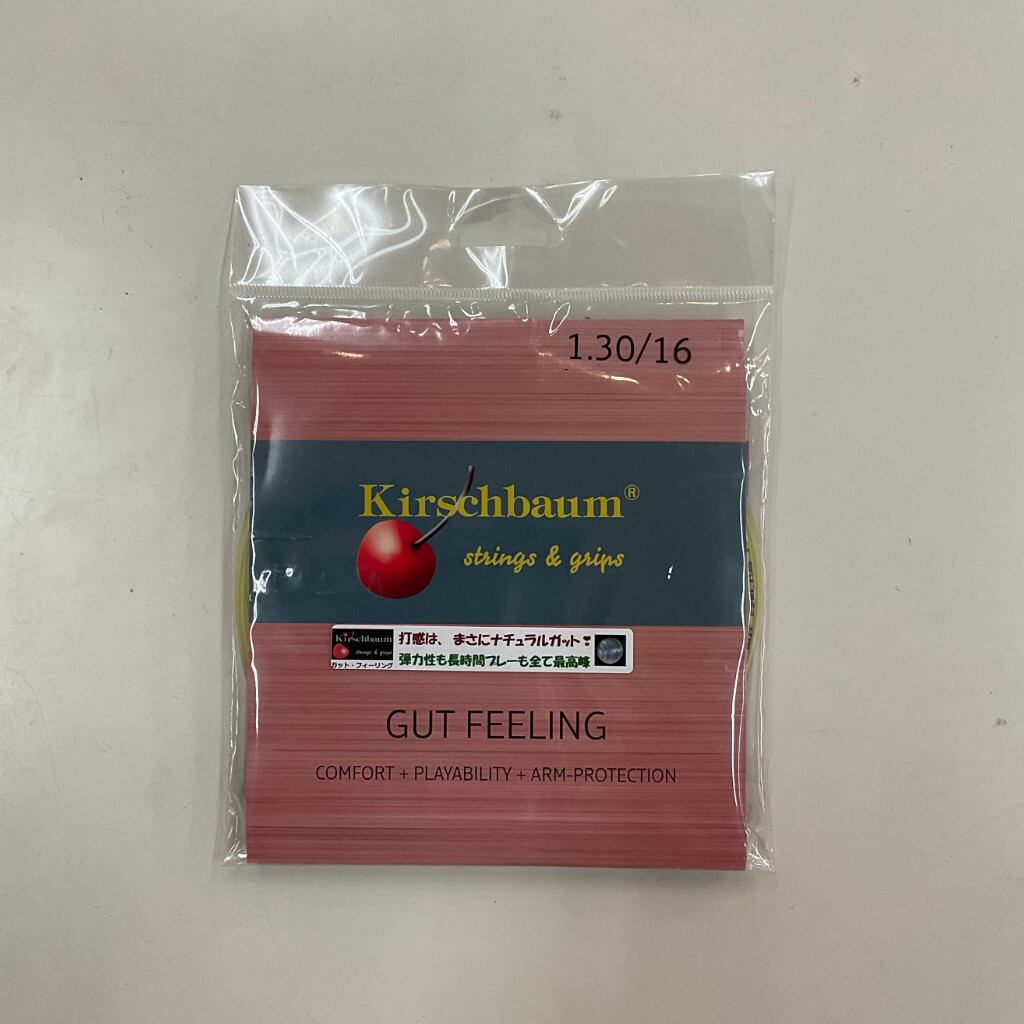 1.30/16
Kirschbaum®
strings & grips
Kirschbaum
strings & grips
ガット・フィーリング
打感は、まさにナチュラルガット❣
弾力性も長時間プレーも全て最高峰
GUT FEELING
COMFORT + PLAYABILITY + ARM-PROTECTION